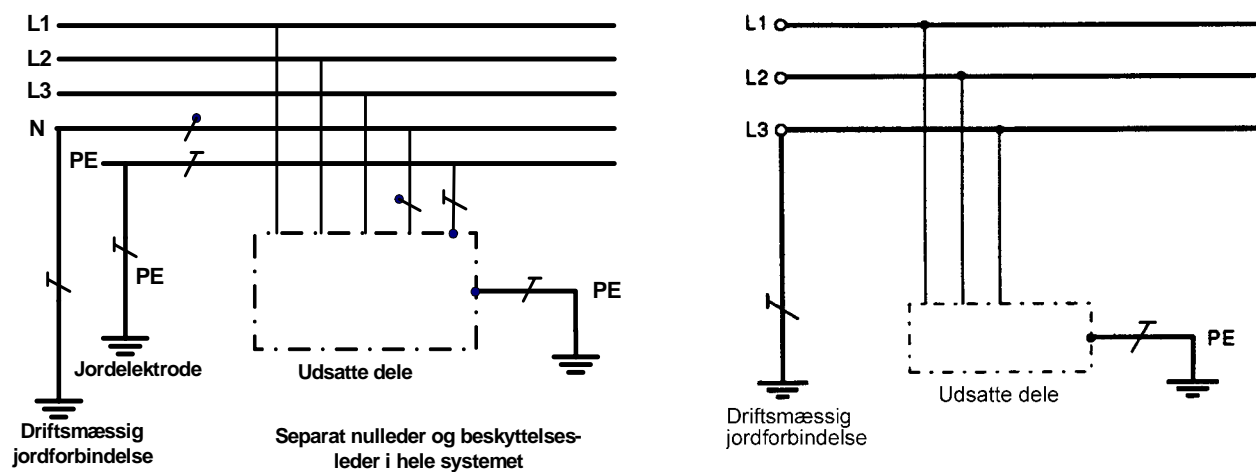 L1
L2
L3
N
PE
PE
PE
Jordelektrode
Udsatte dele
Driftsmæssig
jordforbindelse
Separat nulleder og beskyttelses-
leder i hele systemet
L1
L2
L3
PE
Udsatte dele
Driftsmæssig
jordforbindelse